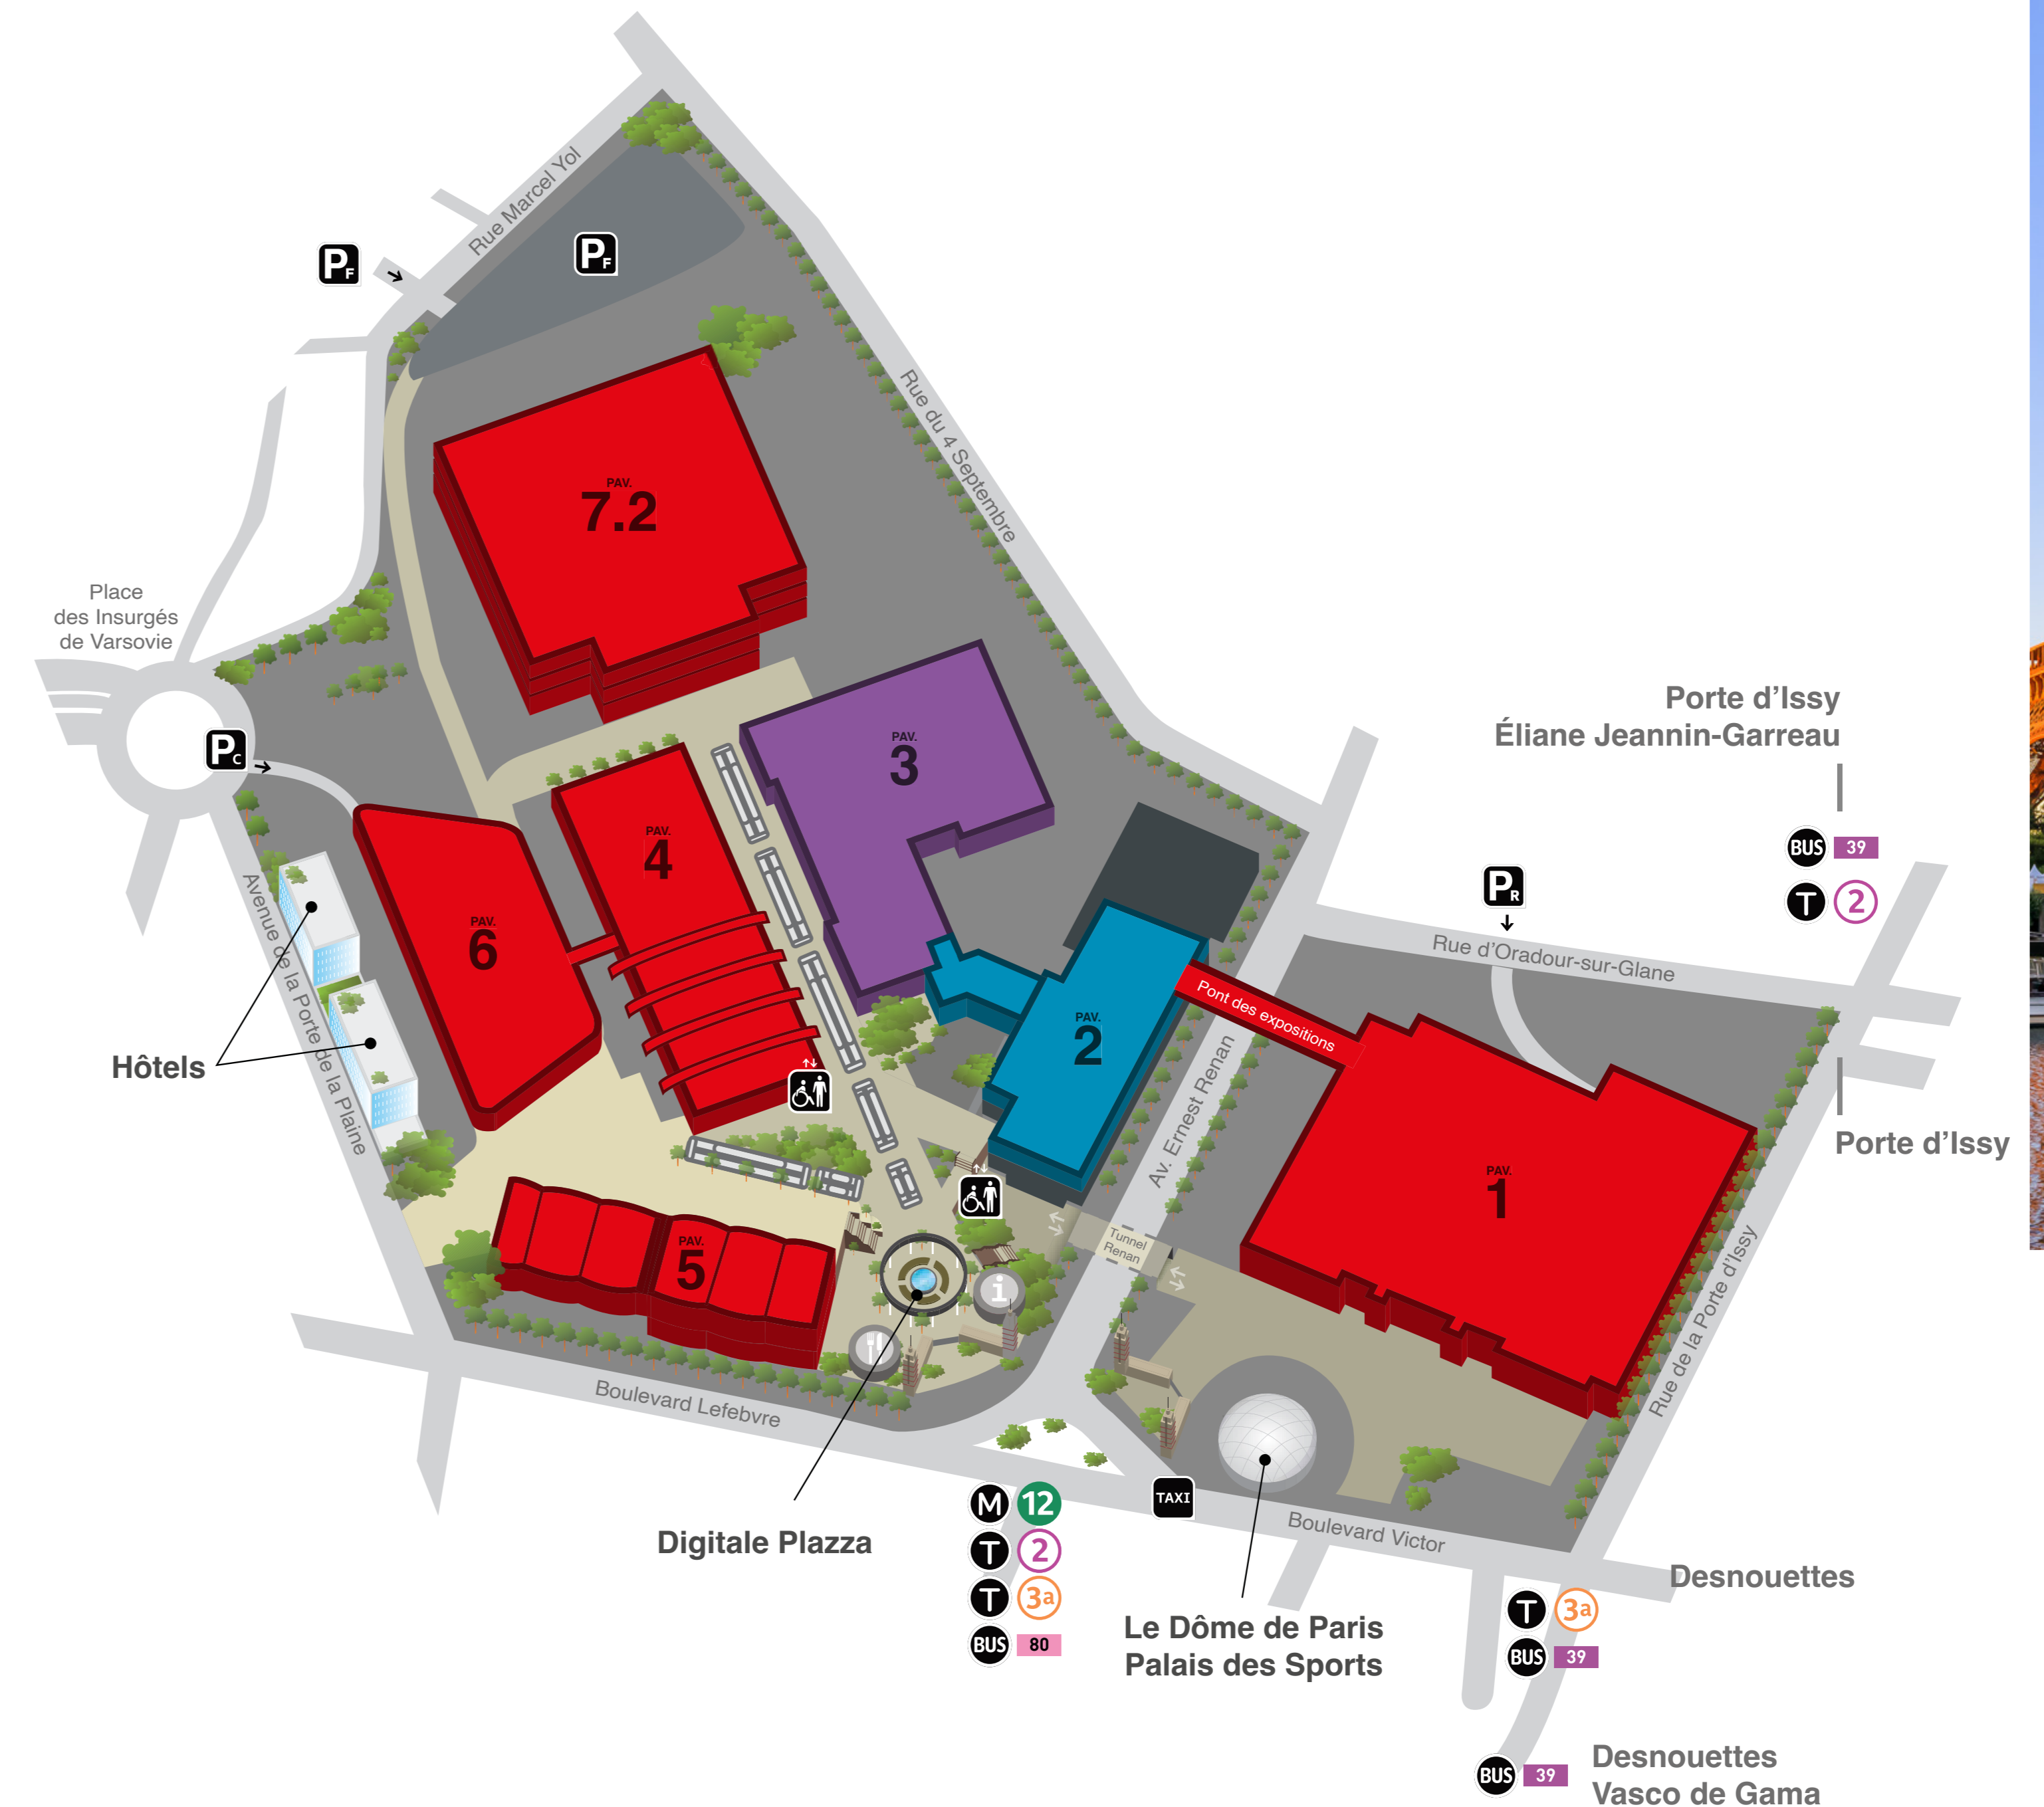 Rue Marcel Yol
PF
PF
Rue du 4 Septembre
PAV.
7.2
Place
des Insurgés
de Varsovie
PC
PAV.
3
PAV.
4
PAV.
6
Avenue de la Porte de la Plaine
Hôtels
PAV.
2
Pont des expositions
Av. Ernest Renan
Porte d’Issy
Éliane Jeannin-Garreau
BUS 39
T 2
PR
Rue d’Oradour-sur-Glane
Porte d’Issy
PAV.
1
Rue de la Porte d’Issy
Tunnel
Renan
PAV.
5
i
Boulevard Lefebvre
Digitale Plazza
M 12
T 2
T 3a
BUS 80
TAXI
Boulevard Victor
Le Dôme de Paris
Palais des Sports
Desnouettes
T 3a
BUS 39
BUS 39
Desnouettes
Vasco de Gama